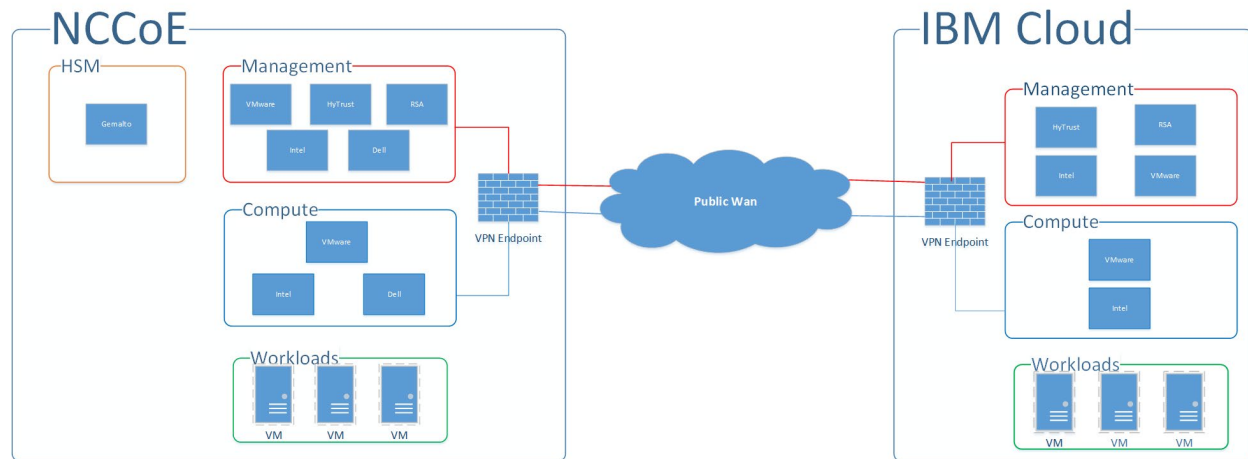 NCCoE
HSM
Gemalto
Management
VMware
HyTrust
RSA
Intel
Dell
Compute
VMware
Intel
Dell
Workloads
VM
VM
VM
VPN Endpoint
Public Wan
IBM Cloud
VPN Endpoint
Management
HyTrust
RSA
Intel
VMware
Compute
VMware
Intel
Workloads
VM
VM
VM